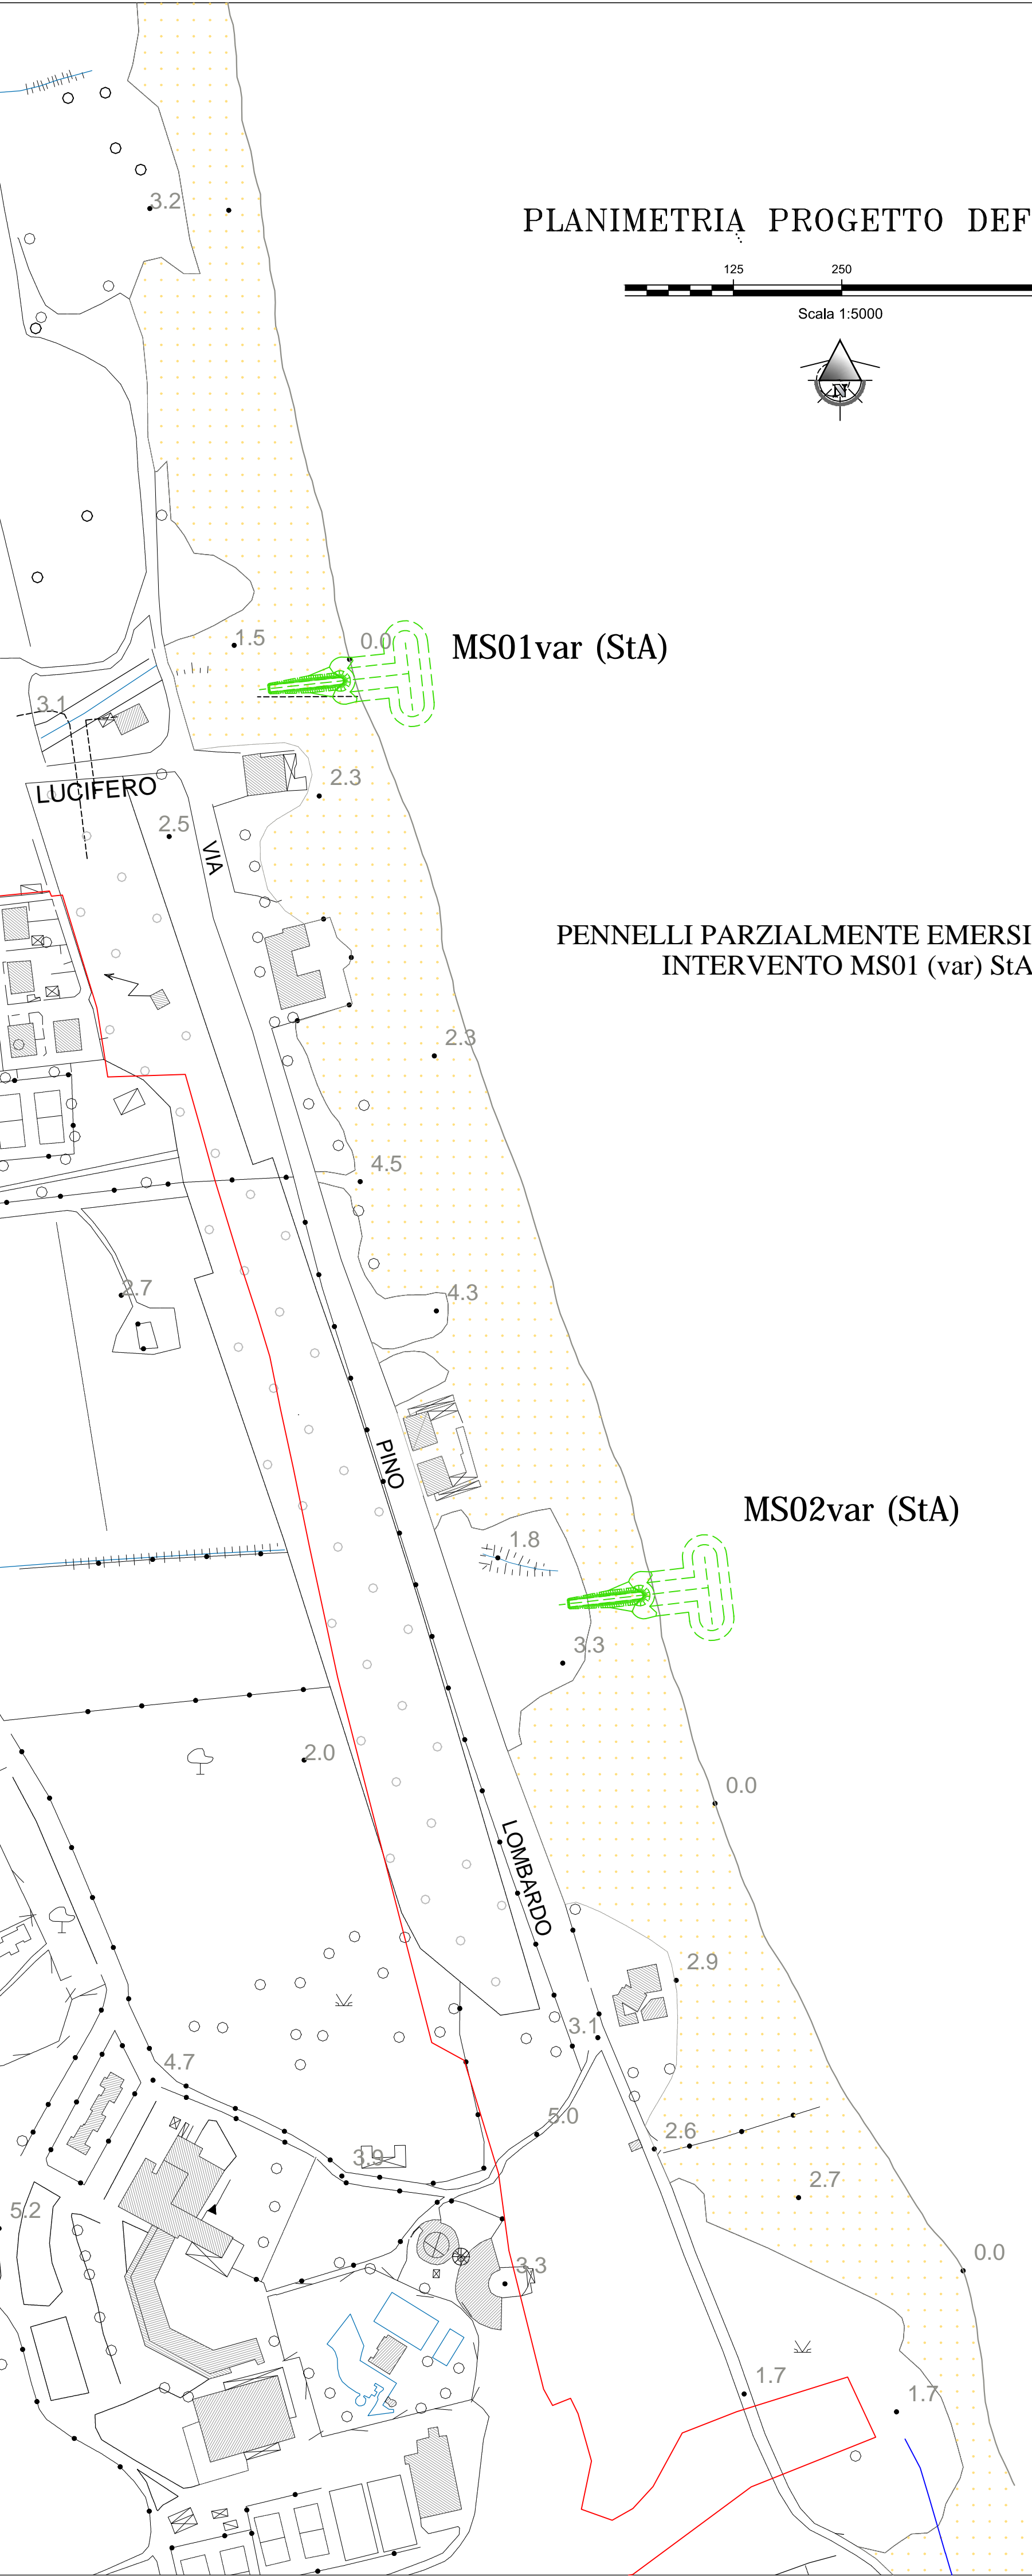 3.2
PLANIMETRIA PROGETTO DEF
125 250
Scala 1:5000
N
1.5
0.0
MS01var (StA)
3.1
LUCIFERO
2.3
2.5
VIA
PENNELLI PARZIALMENTE EMERSI
INTERVENTO MS01 (var) StA
2.3
4.5
2.7
4.3
PINO
MS02var (StA)
1.8
3.3
2.0
0.0
LOMBARDO
2.9
3.1
4.7
5.0
2.6
3.9
2.7
5.2
0.0
3.3
1.7
1.7